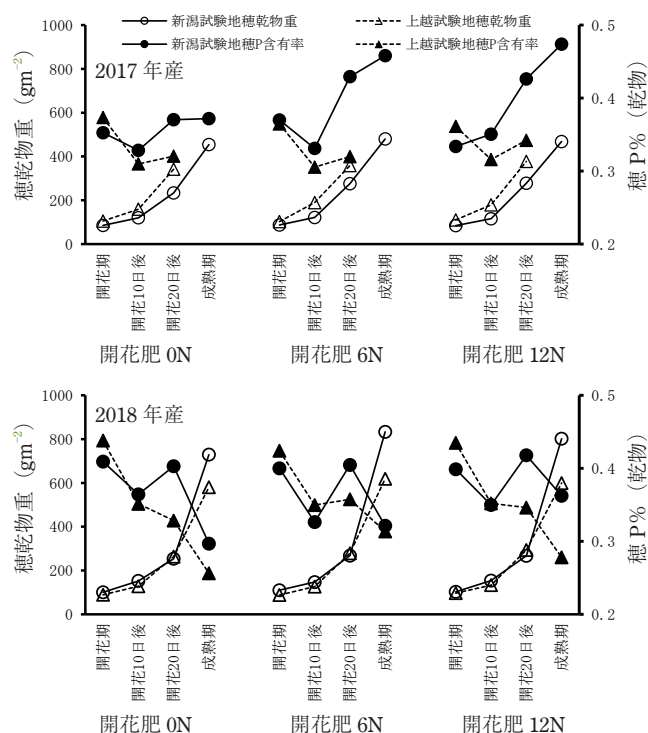 新潟試験地穂乾物重 上越試験地穂乾物重
新潟試験地穂P含有率 上越試験地穂P含有率
2017 年産
穂乾物重（gm⁻²）
1000
800
600
400
200
0
0.5
0.4
0.3
0.2
穂 P%（乾物）
開花期 開花10日後 開花20日後 成熟期
開花期 開花10日後 開花20日後 成熟期
開花期 開花10日後 開花20日後 成熟期
開花肥 0N 開花肥 6N 開花肥 12N
2018 年産
穂乾物重（gm⁻²）
1000
800
600
400
200
0
0.5
0.4
0.3
0.2
穂 P%（乾物）
開花期 開花10日後 開花20日後 成熟期
開花期 開花10日後 開花20日後 成熟期
開花期 開花10日後 開花20日後 成熟期
開花肥 0N 開花肥 6N 開花肥 12N